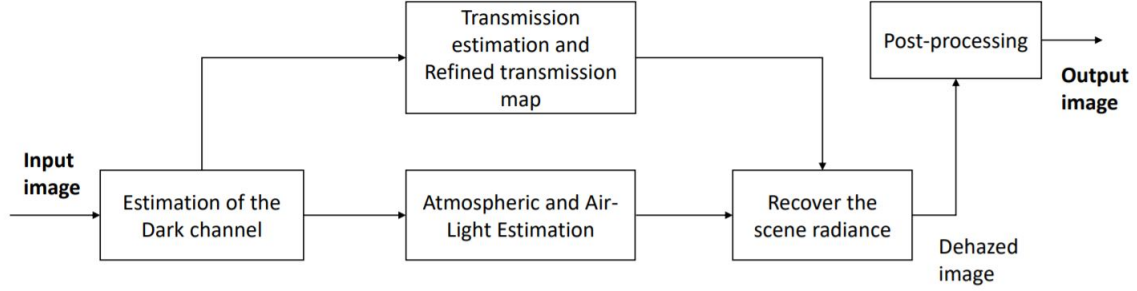 Transmission
estimation and
Refined transmission
map
Post-processing
Output
image
Input
image
Estimation of the
Dark channel
Atmospheric and Air-
Light Estimation
Recover the
scene radiance
Dehazed
image